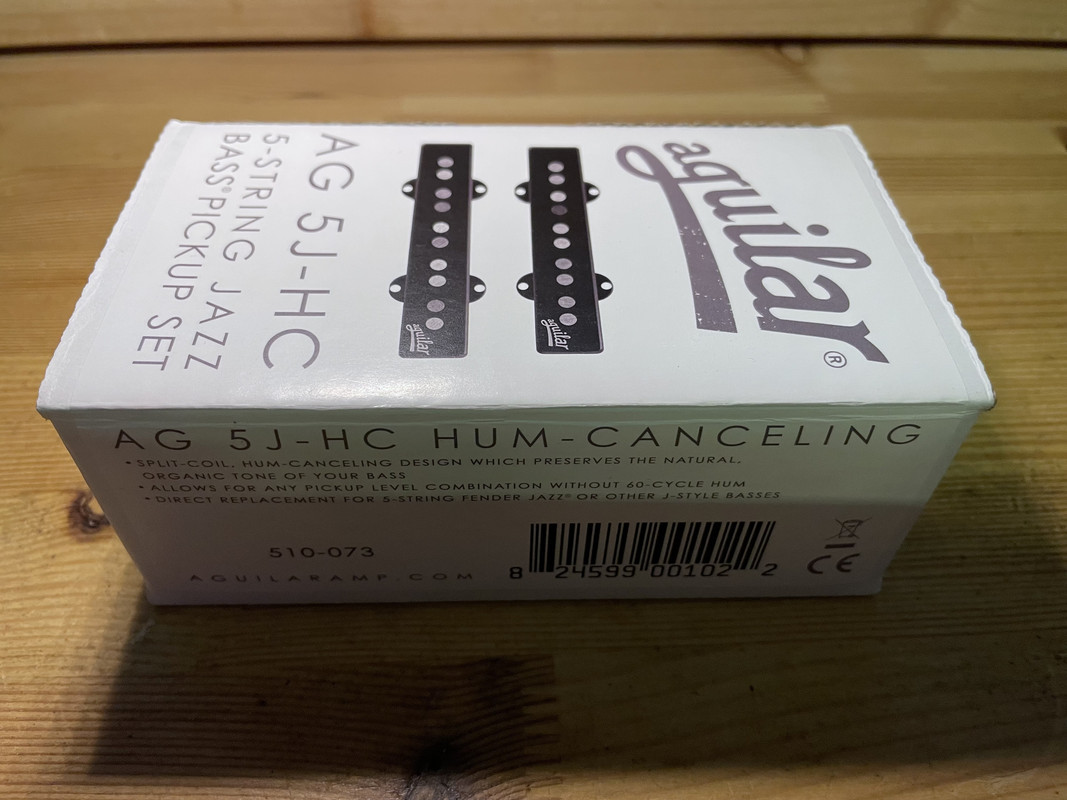 aguilar®
aguilar
aguilar
AG 5J-HC
5-STRING JAZZ
BASS® PICKUP SET
AG 5J-HC HUM-CANCELING
• SPLIT-COIL, HUM-CANCELING DESIGN WHICH PRESERVES THE NATURAL,
ORGANIC TONE OF YOUR BASS
• ALLOWS FOR ANY PICKUP LEVEL COMBINATION WITHOUT 60-CYCLE HUM
• DIRECT REPLACEMENT FOR 5-STRING FENDER JAZZ® OR OTHER J-STYLE BASSES
510-073
AGUILARAMP.COM
8 24599 00102 2
CE